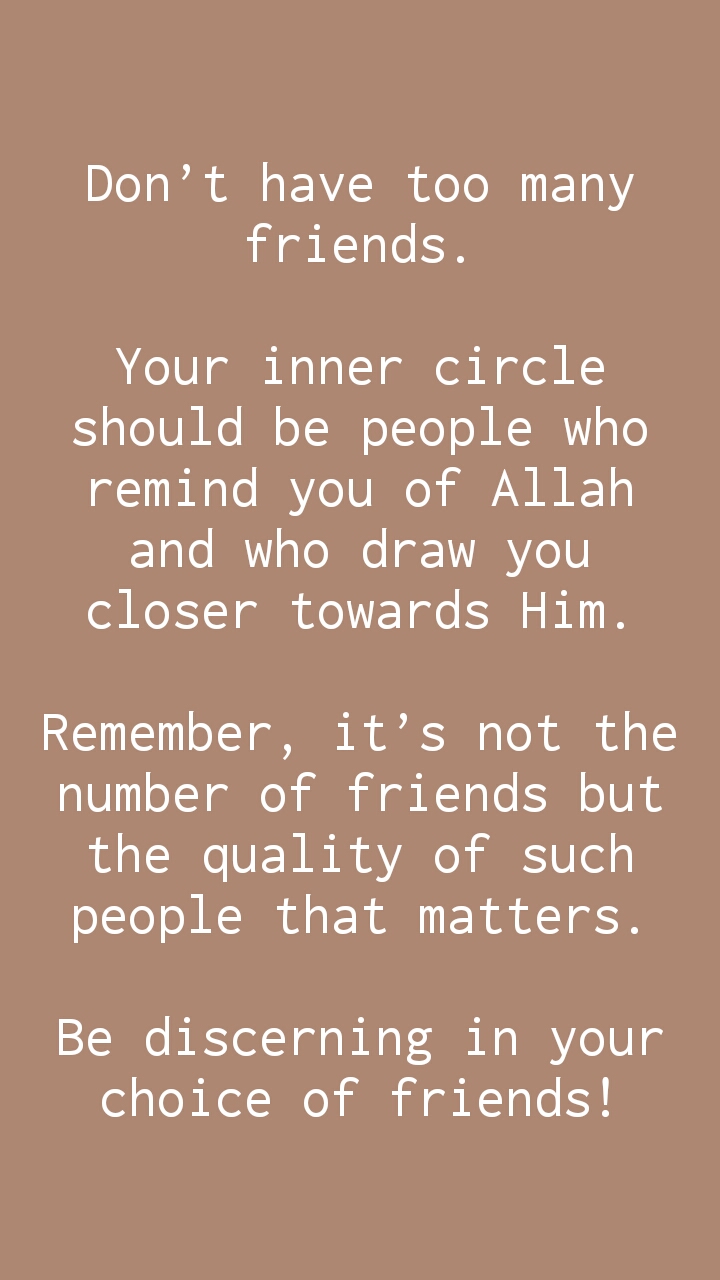 Don’t have too many
friends.
Your inner circle
should be people who
remind you of Allah
and who draw you
closer towards Him.
Remember, it’s not the
number of friends but
the quality of such
people that matters.
Be discerning in your
choice of friends!